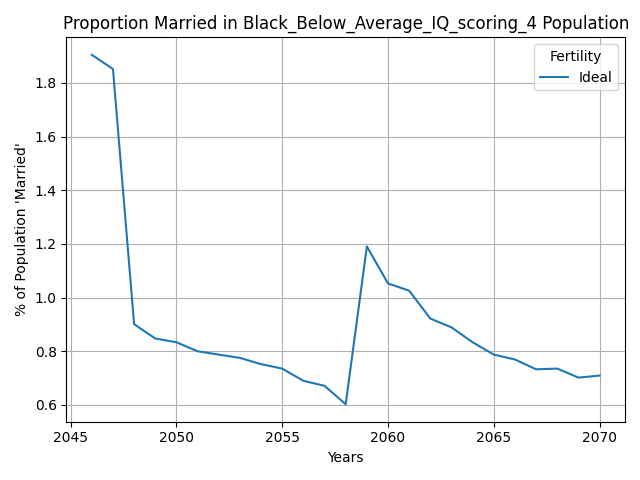 Proportion Married in Black_Below_Average_IQ_scoring_4 Population
Fertility
Ideal
% of Population 'Married'
1.8
1.6
1.4
1.2
1.0
0.8
0.6
2045 2050 2055 2060 2065 2070
Years